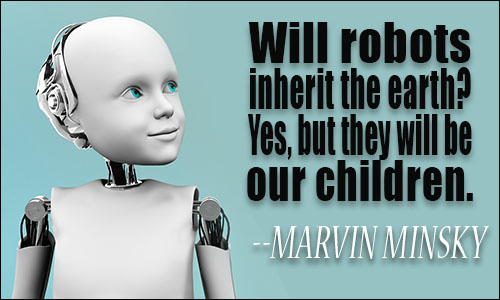 Will robots
inherit the earth?
Yes, but they will be
our children.
--MARVIN MINSKY